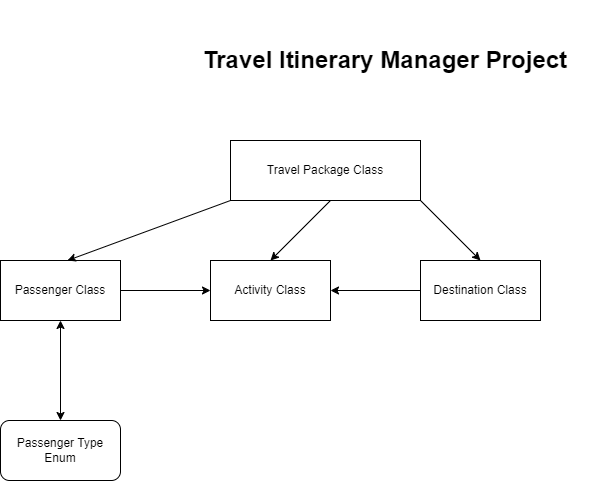 Travel Itinerary Manager Project
Travel Package Class
Passenger Class
Activity Class
Destination Class
Passenger Type
Enum